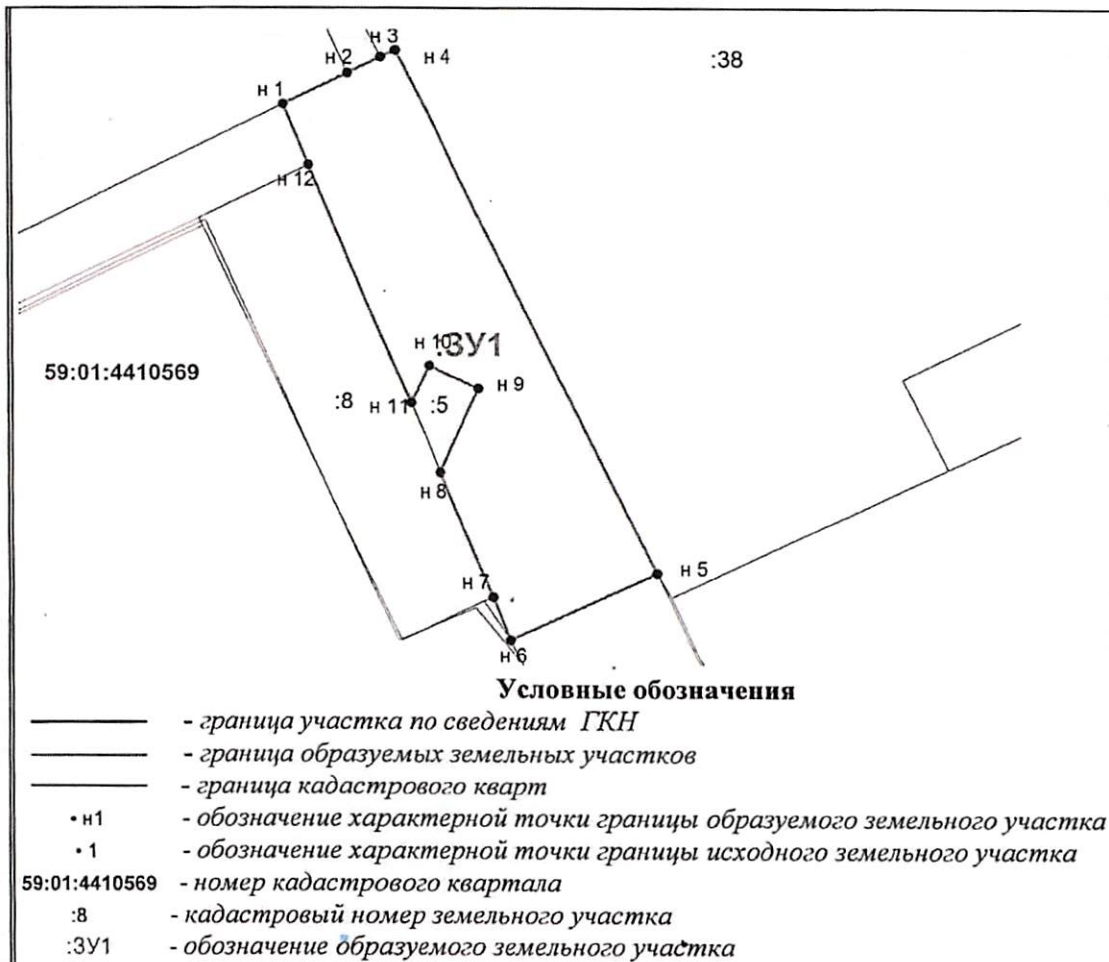 н 3
н 2
н 4
:38
н 1
н 12
н 10
:ЗУ1
59:01:4410569
н 9
:8
н 11
:5
н 8
н 7
н 5
н 6
Условные обозначения
- граница участка по сведениям ГКН
- граница образуемых земельных участков
- граница кадастрового кварт
• н1 - обозначение характерной точки границы образуемого земельного участка
• 1 - обозначение характерной точки границы исходного земельного участка
59:01:4410569 - номер кадастрового квартала
:8 - кадастровый номер земельного участка
:ЗУ1 - обозначение образуемого земельного участка